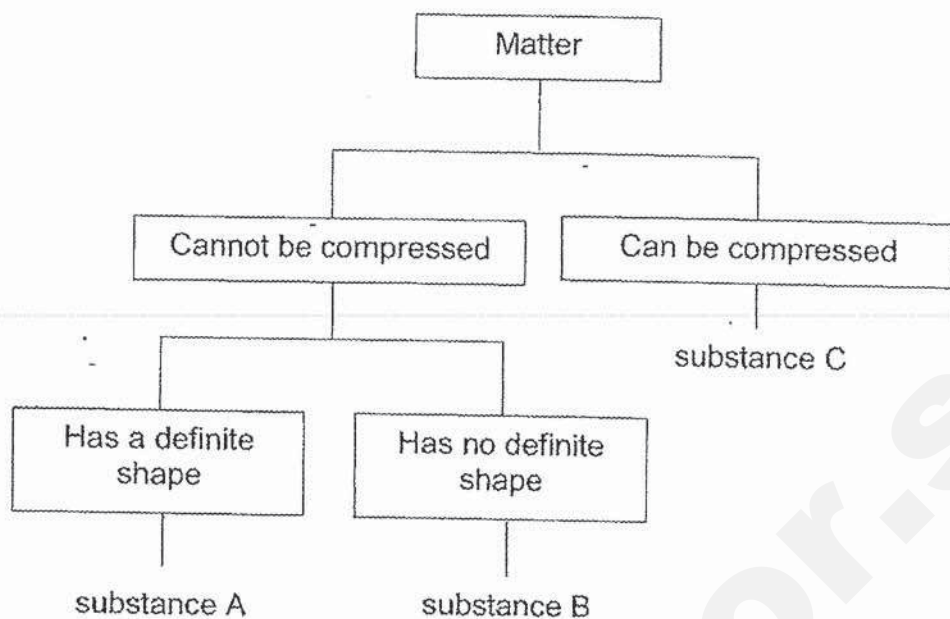 Matter
Cannot be compressed
Can be compressed
substance C
Has a definite
shape
Has no definite
shape
substance A
substance B